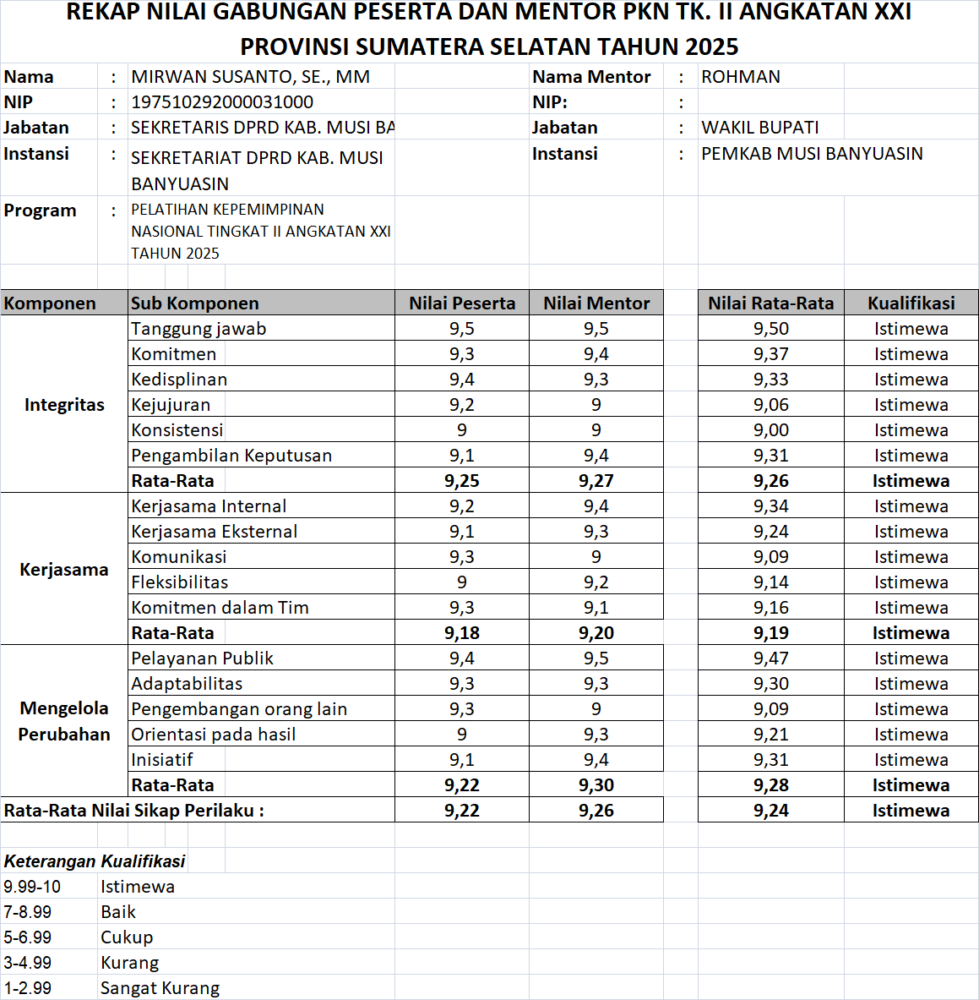 REKAP NILAI GABUNGAN PESERTA DAN MENTOR PKN TK. II ANGKATAN XXI
PROVINSI SUMATERA SELATAN TAHUN 2025
Nama : MIRWAN SUSANTO, SE., MM Nama Mentor : ROHMAN
NIP : 197510292000031000 NIP: :
Jabatan : SEKRETARIS DPRD KAB. MUSI BA Jabatan : WAKIL BUPATI
Instansi : SEKRETARIAT DPRD KAB. MUSI Instansi : PEMKAB MUSI BANYUASIN
BANYUASIN
Program : PELATIHAN KEPEMIMPINAN
NASIONAL TINGKAT II ANGKATAN XXI
TAHUN 2025
Komponen Sub Komponen Nilai Peserta Nilai Mentor Nilai Rata-Rata Kualifikasi
Tanggung jawab 9,5 9,5 9,50 Istimewa
Komitmen 9,3 9,4 9,37 Istimewa
Kedisplinan 9,4 9,3 9,33 Istimewa
Integritas Kejujuran 9,2 9 9,06 Istimewa
Konsistensi 9 9 9,00 Istimewa
Pengambilan Keputusan 9,1 9,4 9,31 Istimewa
Rata-Rata 9,25 9,27 9,26 Istimewa
Kerjasama Internal 9,2 9,4 9,34 Istimewa
Kerjasama Eksternal 9,1 9,3 9,24 Istimewa
Kerjasama Komunikasi 9,3 9 9,09 Istimewa
Fleksibilitas 9 9,2 9,14 Istimewa
Komitmen dalam Tim 9,3 9,1 9,16 Istimewa
Rata-Rata 9,18 9,20 9,19 Istimewa
Pelayanan Publik 9,4 9,5 9,47 Istimewa
Adaptabilitas 9,3 9,3 9,30 Istimewa
Mengelola Pengembangan orang lain 9,3 9 9,09 Istimewa
Perubahan Orientasi pada hasil 9 9,3 9,21 Istimewa
Inisiatif 9,1 9,4 9,31 Istimewa
Rata-Rata 9,22 9,30 9,28 Istimewa
Rata-Rata Nilai Sikap Perilaku : 9,22 9,26 9,24 Istimewa
Keterangan Kualifikasi
9.99-10 Istimewa
7-8.99 Baik
5-6.99 Cukup
3-4.99 Kurang
1-2.99 Sangat Kurang